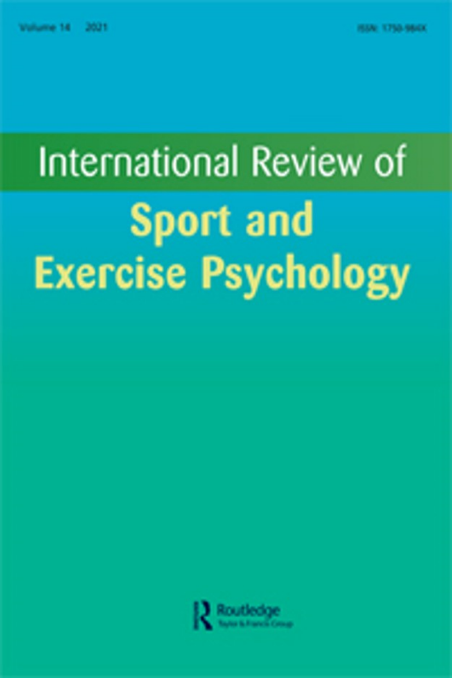 Volume 14 2021 ISSN: 1750-984X
International Review of
Sport and
Exercise Psychology
Routledge
Taylor & Francis Group